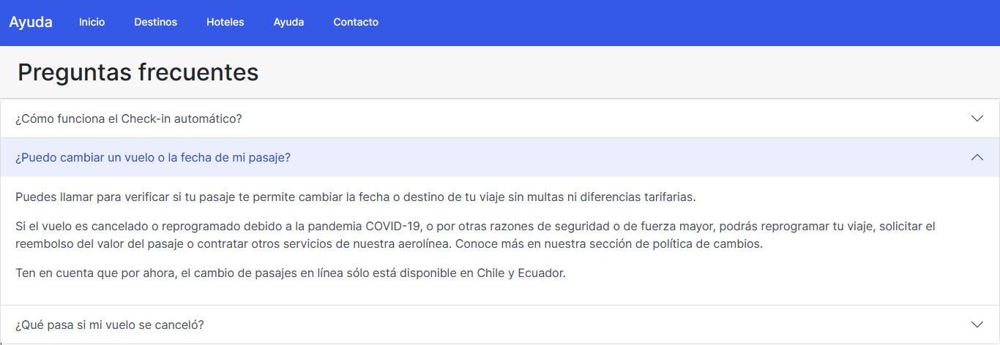 Ayuda Inicio Destinos Hoteles Ayuda Contacto
Preguntas frecuentes
¿Cómo funciona el Check-in automático?
¿Puedo cambiar un vuelo o la fecha de mi pasaje?
Puedes llamar para verificar si tu pasaje te permite cambiar la fecha o destino de tu viaje sin multas ni diferencias tarifarias.
Si el vuelo es cancelado o reprogramado debido a la pandemia COVID-19, o por otras razones de seguridad o de fuerza mayor, podrás reprogramar tu viaje, solicitar el
reembolso del valor del pasaje o contratar otros servicios de nuestra aerolínea. Conoce más en nuestra sección de política de cambios.
Ten en cuenta que por ahora, el cambio de pasajes en línea sólo está disponible en Chile y Ecuador.
¿Qué pasa si mi vuelo se canceló?